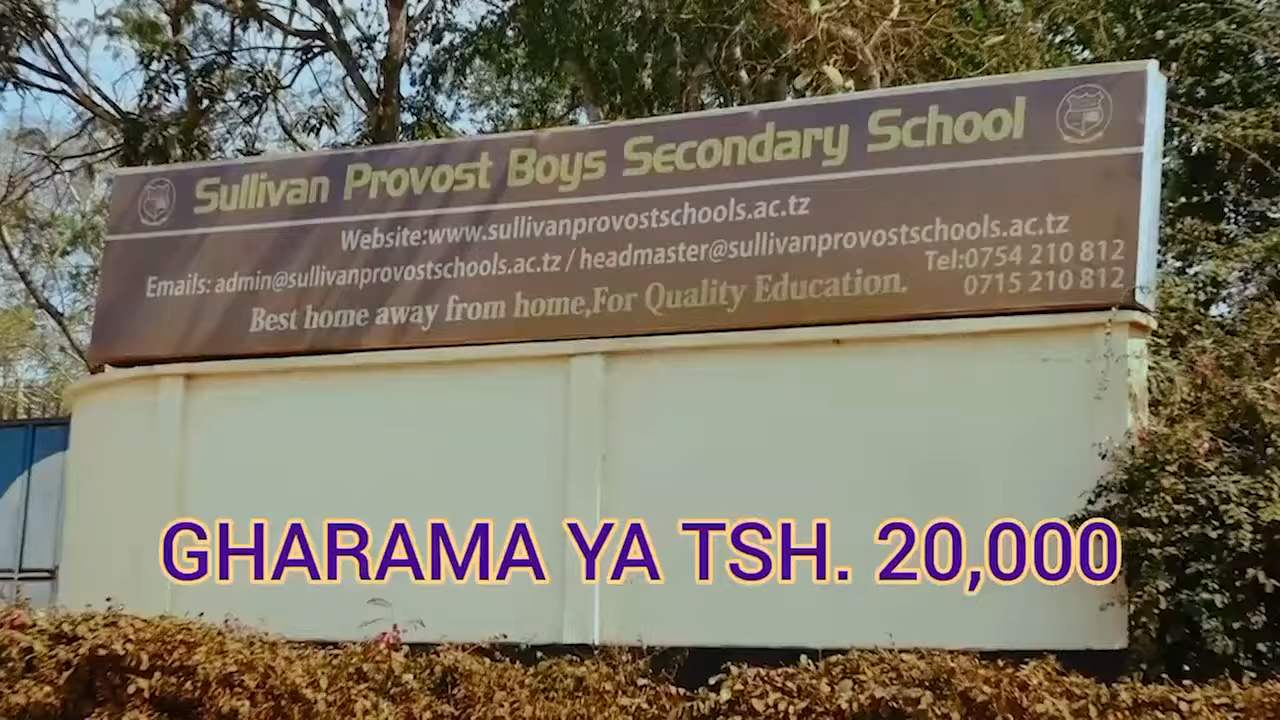 Sullivan Provost Boys Secondary School
Website:www.sullivanprovostschools.ac.tz
Emails: admin@sullivanprovostschools.ac.tz / headmaster@sullivanprovostschools.ac.tz
Tel:0754 210 812
0715 210 812
Best home away from home,For Quality Education.
GHARAMA YA TSH. 20,000